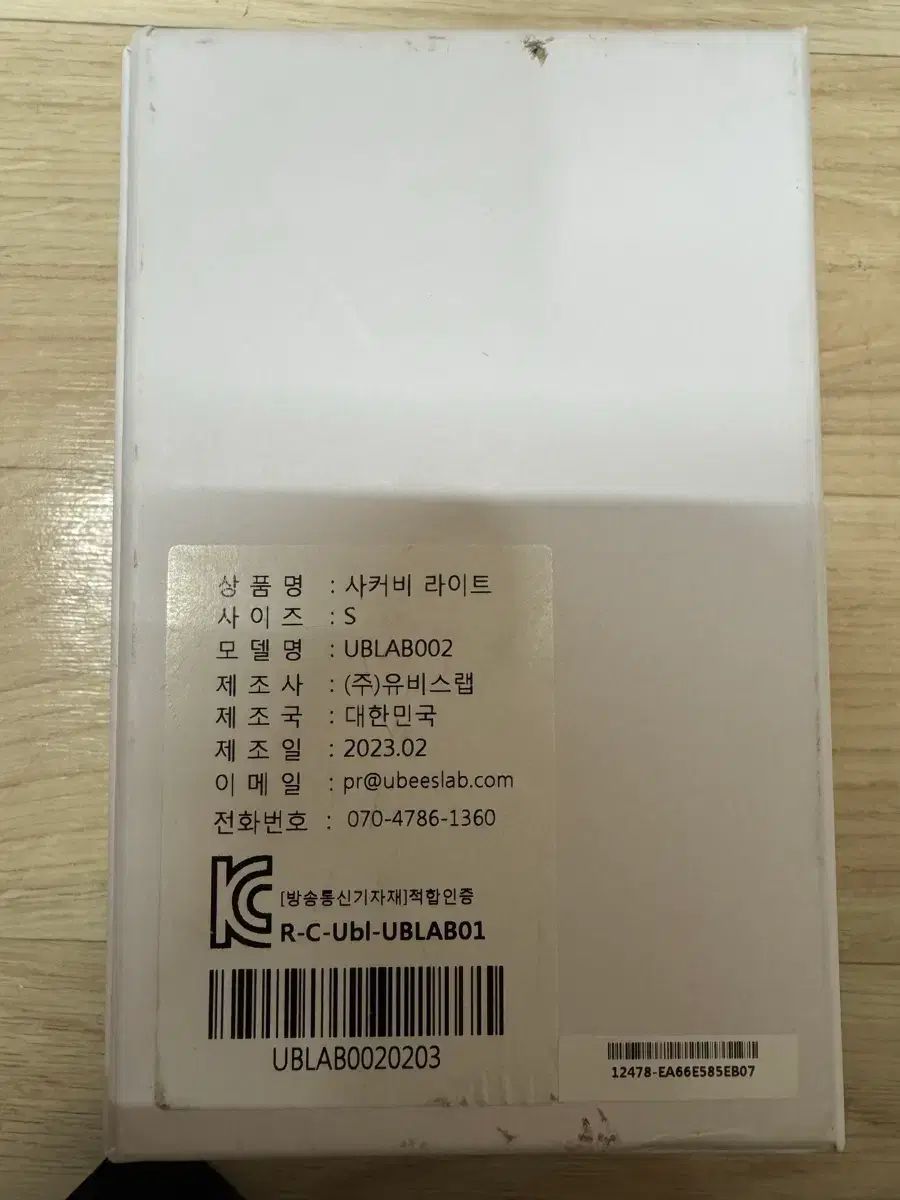 상 품 명 : 사커비 라이트
사 이 즈 : S
모 델 명 : UBLAB002
제 조 사 : (주)유비스랩
제 조 국 : 대한민국
제 조 일 : 2023.02
이 메 일 : pr@ubeeslab.com
전화번호 : 070-4786-1360
[방송통신기자재]적합인증
R-C-Ubl-UBLAB01
UBLAB0020203
12478-EA66E585EB07